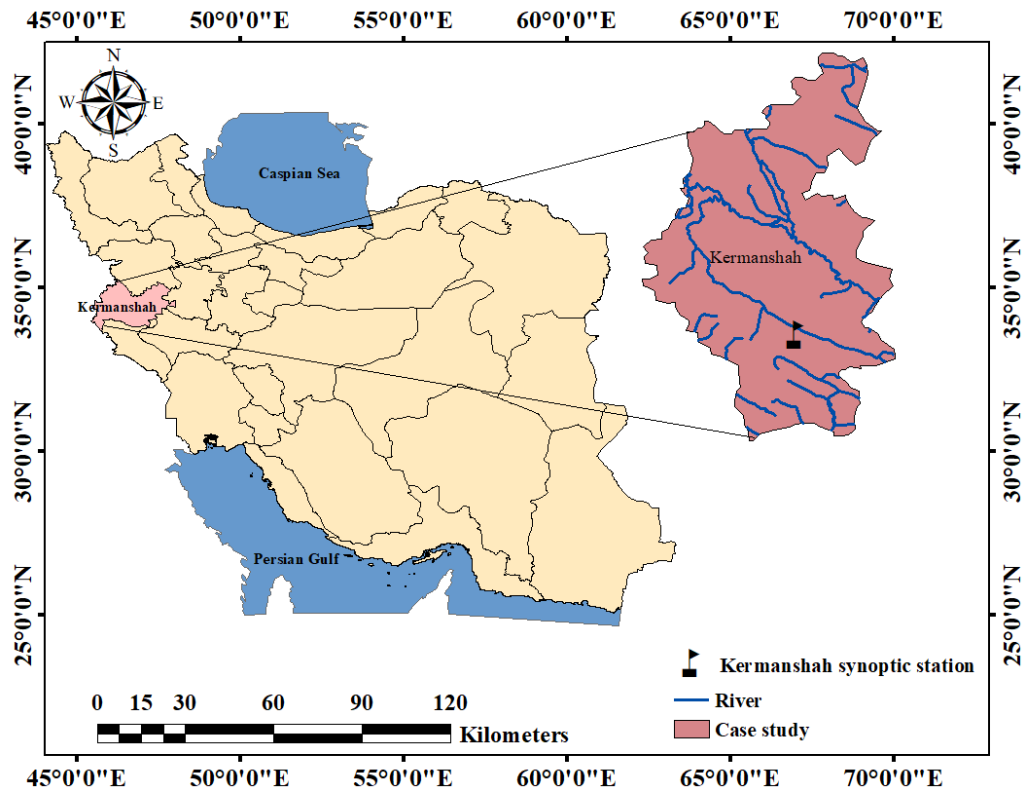 45°0'0"E 50°0'0"E 55°0'0"E 60°0'0"E 65°0'0"E 70°0'0"E
N
W E
S
40°0'0"N
40°0'0"N
Caspian Sea
Kermanshah
35°0'0"N
35°0'0"N
Kermanshah
30°0'0"N
30°0'0"N
Persian Gulf
25°0'0"N
25°0'0"N
Kermanshah synoptic station
River
Case study
0 15 30 60 90 120
Kilometers
45°0'0"E 50°0'0"E 55°0'0"E 60°0'0"E 65°0'0"E 70°0'0"E